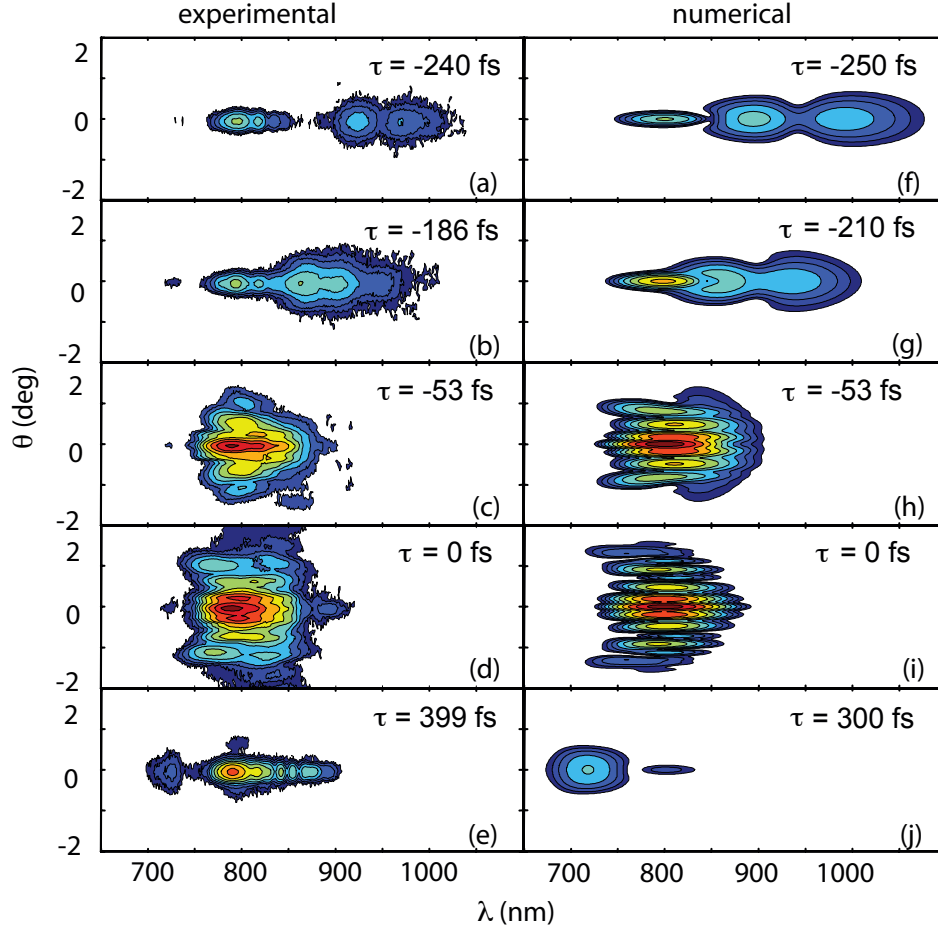 experimental numerical
2 τ = -240 fs τ= -250 fs
0
-2 (a) (f)
2 τ = -186 fs τ = -210 fs
0
-2 (b) (g)
2 τ = -53 fs τ = -53 fs
0
-2 (c) (h)
2 τ = 0 fs τ = 0 fs
0
-2 (d) (i)
2 τ = 399 fs τ = 300 fs
0
-2 (e) (j)
θ (deg)
700 800 900 1000 700 800 900 1000
λ (nm)